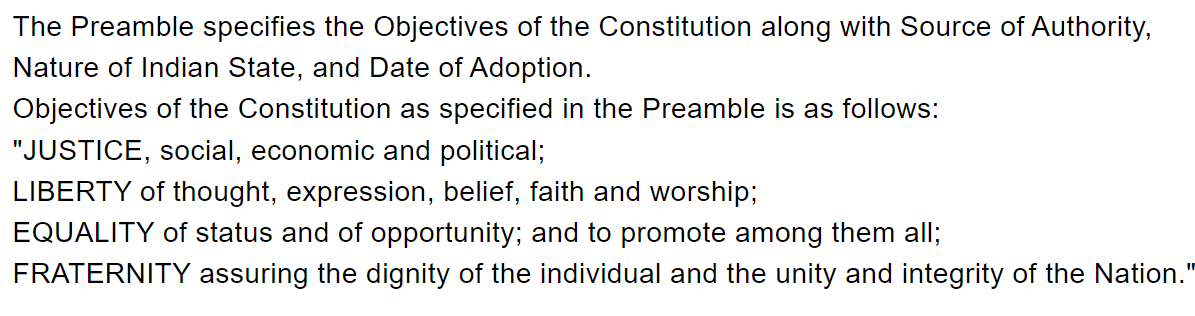 The Preamble specifies the Objectives of the Constitution along with Source of Authority,
Nature of Indian State, and Date of Adoption.
Objectives of the Constitution as specified in the Preamble is as follows:
"JUSTICE, social, economic and political;
LIBERTY of thought, expression, belief, faith and worship;
EQUALITY of status and of opportunity; and to promote among them all;
FRATERNITY assuring the dignity of the individual and the unity and integrity of the Nation."